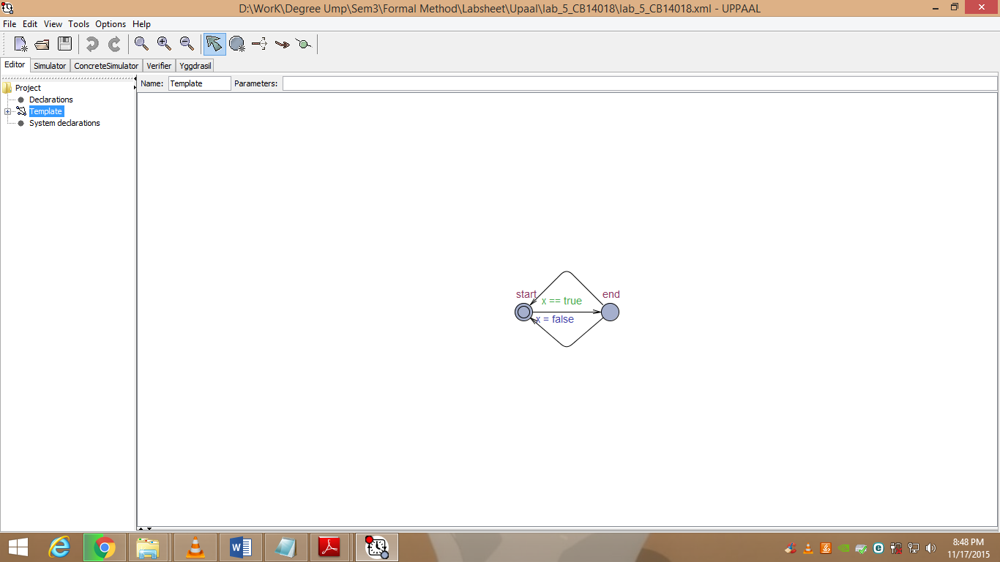 D:\WorK\Degree Ump\Sem3\Formal Method\Labsheet\Upaal\lab_5_CB14018\lab_5_CB14018.xml - UPPAAL
File Edit View Tools Options Help
Editor Simulator ConcreteSimulator Verifier Yggdrasil
Project
Declarations
Template
System declarations
Name: Template Parameters:
start end
x == true
x = false
8:48 PM
11/17/2015